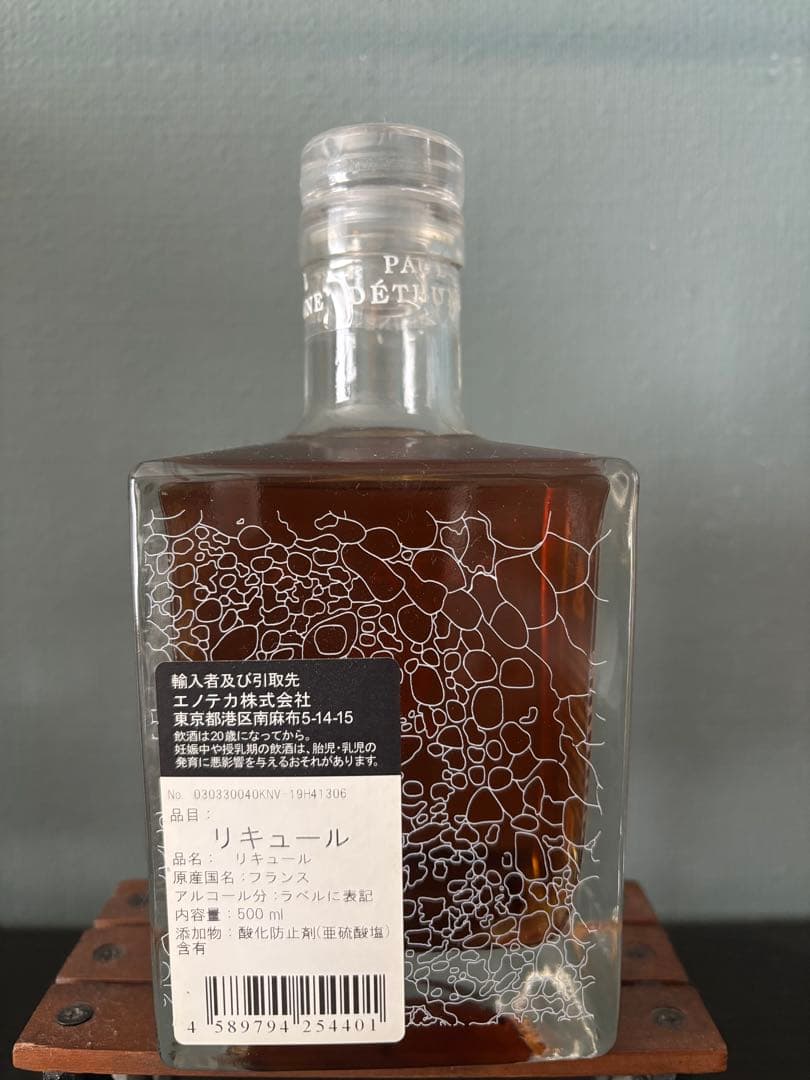 PAUL
DÉTHUNE
輸入者及び引取先
エノテカ株式会社
東京都港区南麻布5-14-15
飲酒は20歳になってから。
妊娠中や授乳期の飲酒は、胎児・乳児の
発育に悪影響を与えるおそれがあります。
No. 030330040KNV-19H41306
品目：
リキュール
品名： リキュール
原産国名：フランス
アルコール分：ラベルに表記
内容量：500 ml
添加物：酸化防止剤(亜硫酸塩)
含有
4 589794 254401